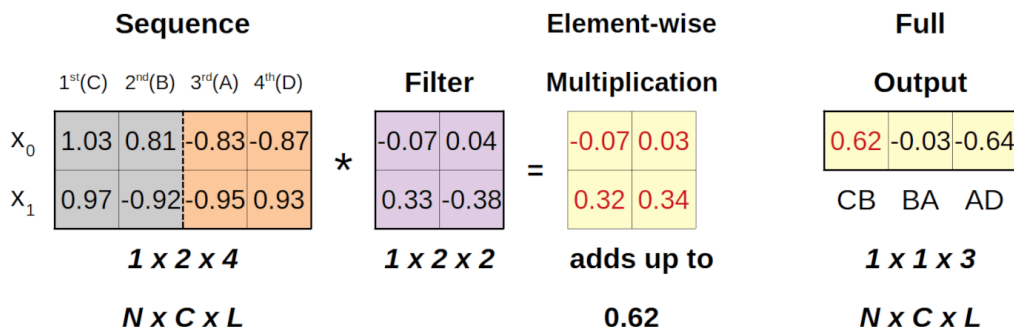 Sequence Element-wise Full
1st(C) 2nd(B) 3rd(A) 4th(D) Filter Multiplication Output
x0 1.03 0.81 -0.83 -0.87 -0.07 0.04 -0.07 0.03 0.62 -0.03 -0.64
* =
x1 0.97 -0.92 -0.95 0.93 0.33 -0.38 0.32 0.34 CB BA AD
1 x 2 x 4 1 x 2 x 2 adds up to 1 x 1 x 3
N x C x L 0.62 N x C x L